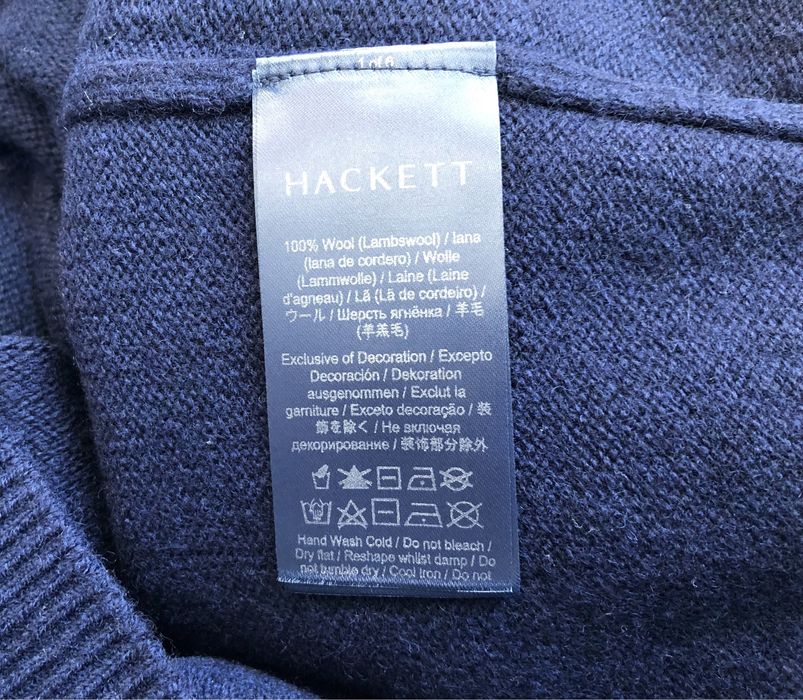 HACKETT
100% Wool (Lambswool) / lana
(lana de cordero) / Wolle
(Lammwolle) / Laine (Laine
d'agneau) / Lã (Lã de cordeiro) /
ウール / Шерсть ягнёнка / 羊毛
(羊羔毛)
Exclusive of Decoration / Excepto
Decoración / Dekoration
ausgenommen / Exclut la
garniture / Exceto decoração / 装
飾を除く / Не включая
декорирование / 装饰部分除外
Hand Wash Cold / Do not bleach /
Dry flat / Reshape whilst damp / Do
not tumble dry / Cool Iron / Do not